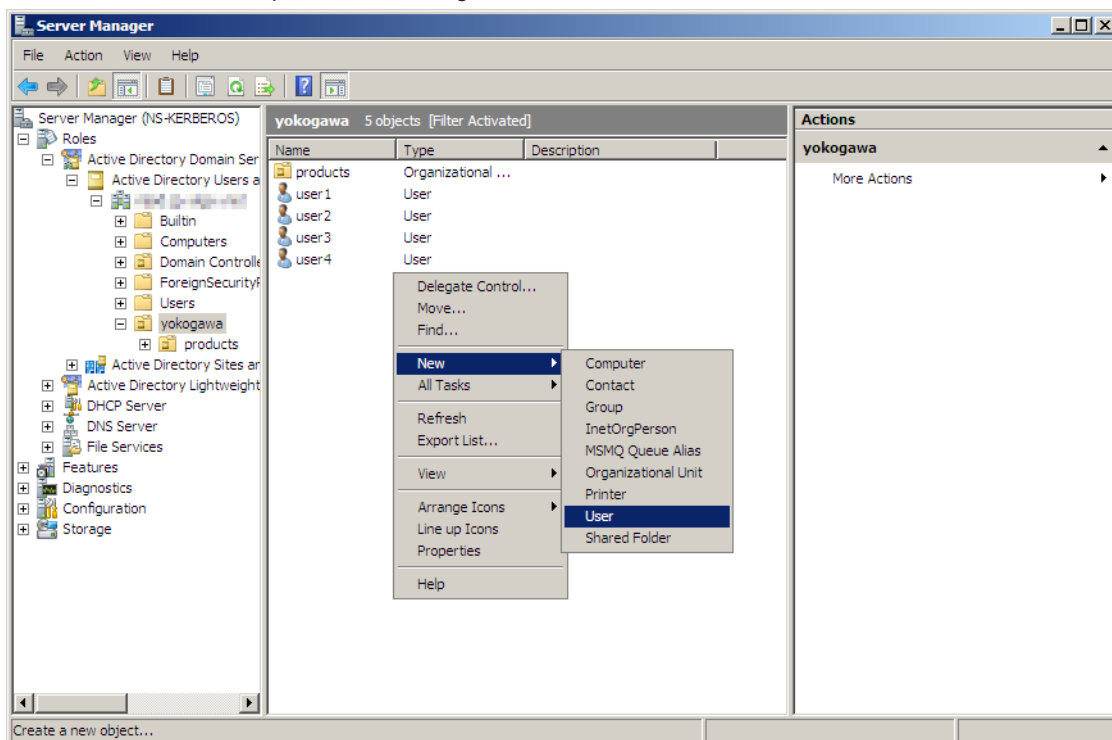 Server Manager
File Action View Help
Server Manager (NS-KERBEROS)
Roles
Active Directory Domain Ser
Active Directory Users a
Builtin
Computers
Domain Controlle
ForeignSecurityP
Users
yokogawa
products
Active Directory Sites an
Active Directory Lightweight
DHCP Server
DNS Server
File Services
Features
Diagnostics
Configuration
Storage
yokogawa 5 objects [Filter Activated]
Name Type Description
products Organizational ...
user1 User
user2 User
user3 User
user4 User
Delegate Control...
Move...
Find...
New
All Tasks
Refresh
Export List...
View
Arrange Icons
Line up Icons
Properties
Help
Computer
Contact
Group
InetOrgPerson
MSMQ Queue Alias
Organizational Unit
Printer
User
Shared Folder
Actions
yokogawa
More Actions
Create a new object...